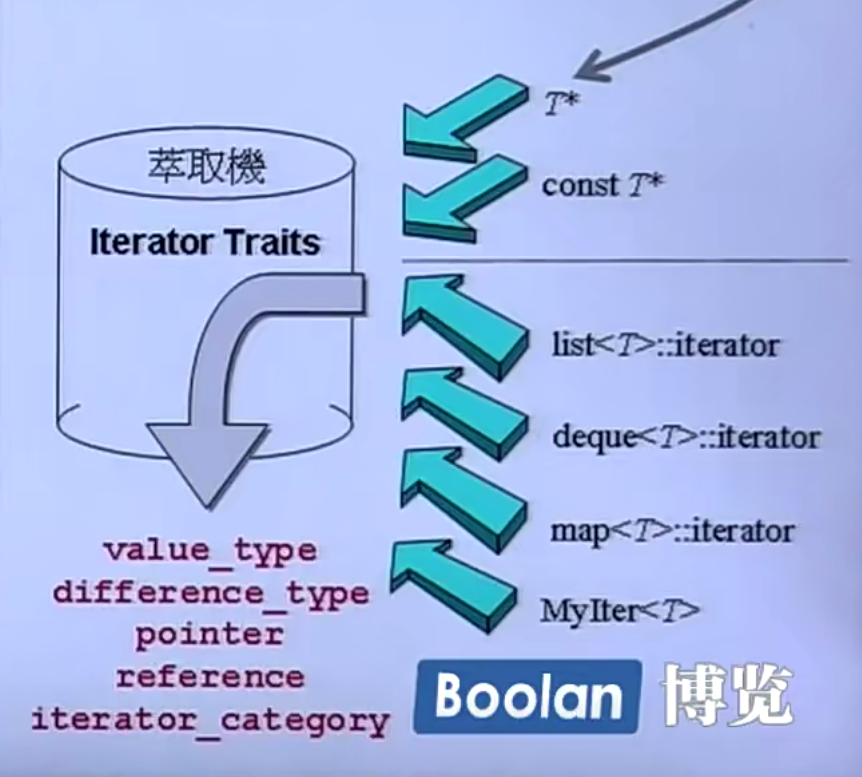 T*
萃取機
const T*
Iterator Traits
list<T>::iterator
deque<T>::iterator
map<T>::iterator
value_type
difference_type
pointer
reference
iterator_category
MyIter<T>
Boolan 博览